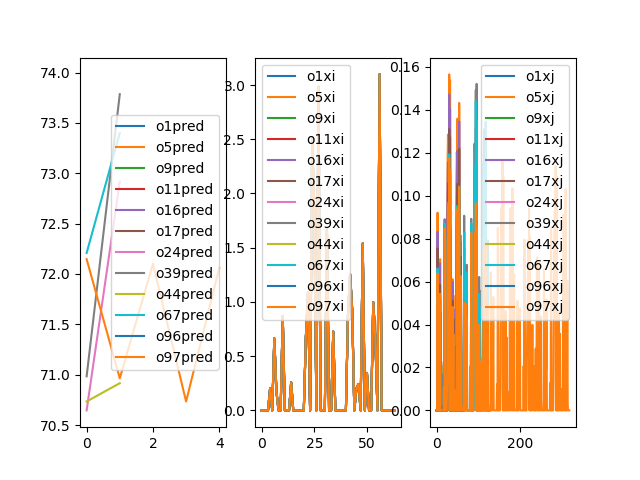 74.0
73.5
73.0
72.5
72.0
71.5
71.0
70.5
0
2
4
o1pred
o5pred
o9pred
o11pred
o16pred
o17pred
o24pred
o39pred
o44pred
o67pred
o96pred
o97pred
3.0
2.5
2.0
1.5
1.0
0.5
0.0
0
25
50
o1xi
o5xi
o9xi
o11xi
o16xi
o17xi
o24xi
o39xi
o44xi
o67xi
o96xi
o97xi
0.16
0.14
0.12
0.10
0.08
0.06
0.04
0.02
0.00
0
200
o1xj
o5xj
o9xj
o11xj
o16xj
o17xj
o24xj
o39xj
o44xj
o67xj
o96xj
o97xj